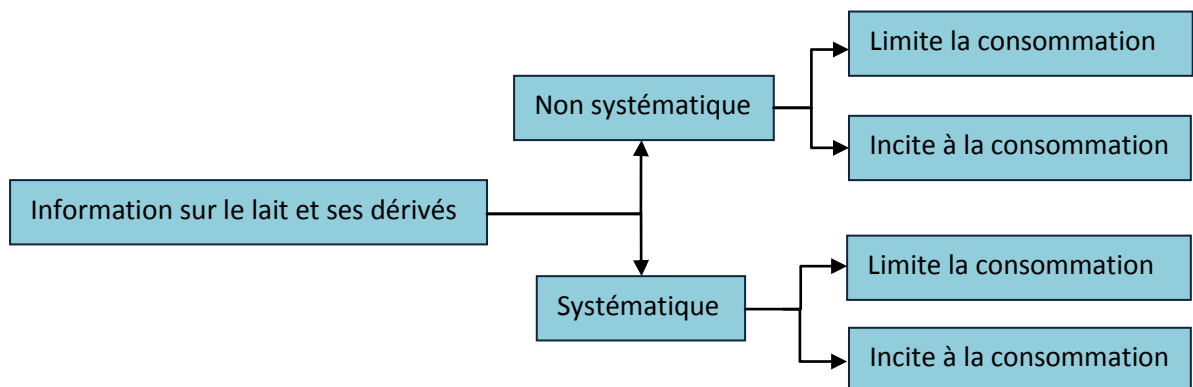 Limite la consommation
Non systématique
Incite à la consommation
Information sur le lait et ses dérivés
Limite la consommation
Systématique
Incite à la consommation